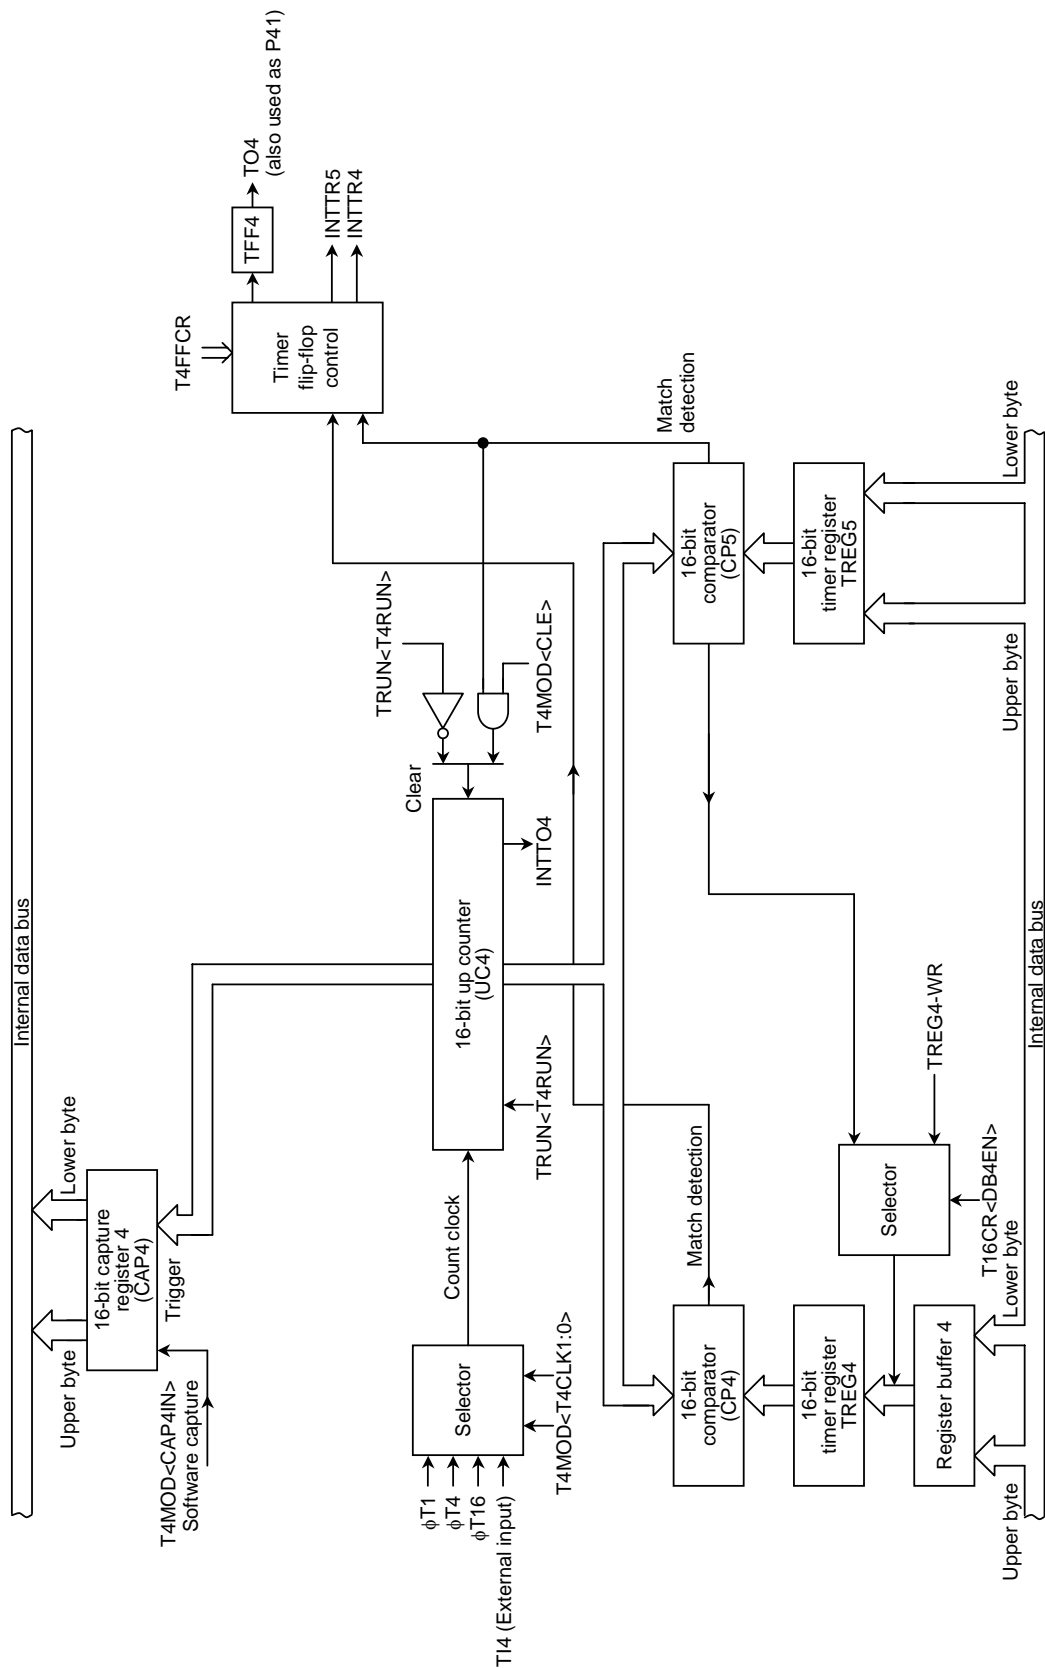 Internal data bus
Upper byte
Lower byte
16-bit capture
register 4
(CAP4)
T4MOD<CAP4IN>
Software capture
Trigger
T4FFCR
TFF4
TO4
(also used as P41)
Timer
flip-flop
control
INTTR5
INTTR4
TRUN<T4RUN>
Clear
φT1
φT4
φT16
TI4 (External input)
Selector
Count clock
16-bit up counter
(UC4)
T4MOD<T4CLK1:0>
TRUN<T4RUN>
INTTO4
T4MOD<CLE>
Match detection
Match
detection
16-bit
comparator
(CP4)
16-bit
comparator
(CP5)
16-bit
timer register
TREG4
16-bit
timer register
TREG5
Selector
TREG4-WR
Register buffer 4
T16CR<DB4EN>
Upper byte
Lower byte
Upper byte
Lower byte
Internal data bus